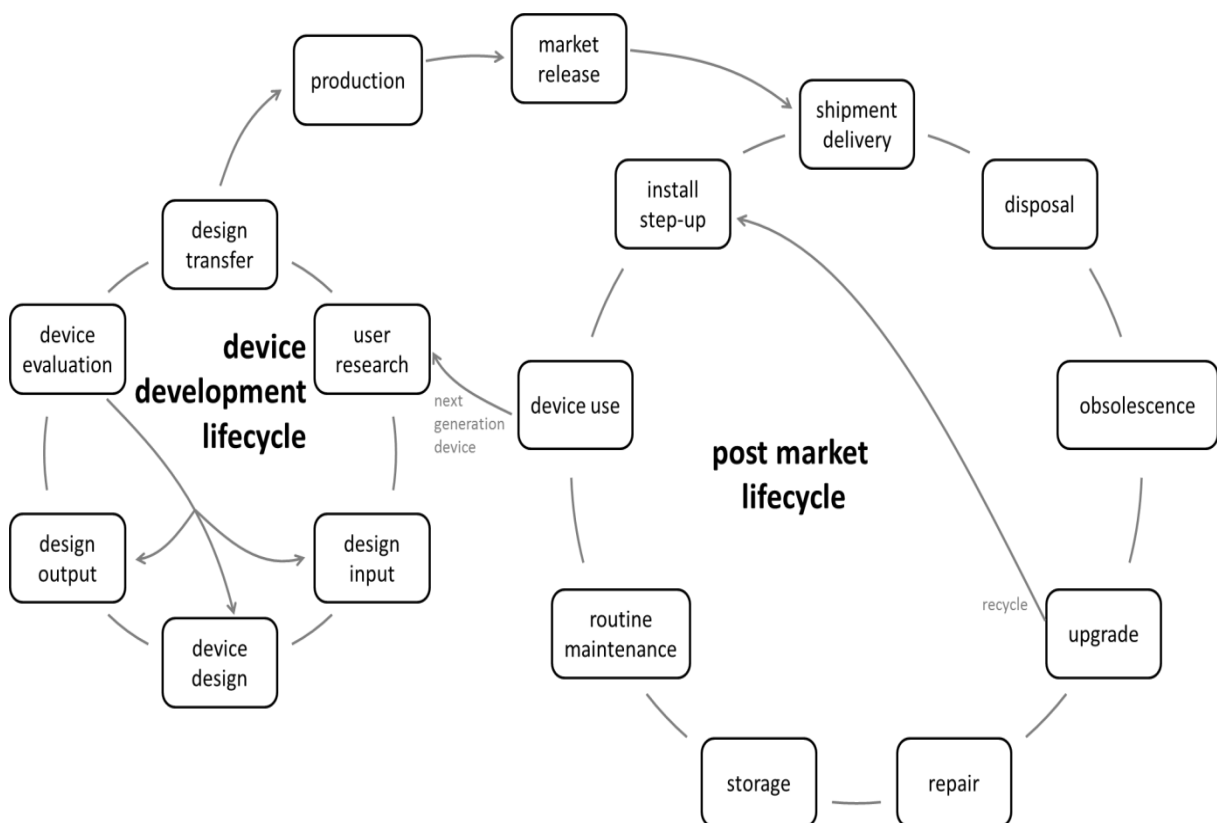 market
release
production
shipment
delivery
install
step-up
disposal
design
transfer
device
evaluation
device
development
lifecycle
user
research
next
generation
device
device use
obsolescence
post market
lifecycle
design
output
design
input
device
design
routine
maintenance
recycle
upgrade
storage
repair